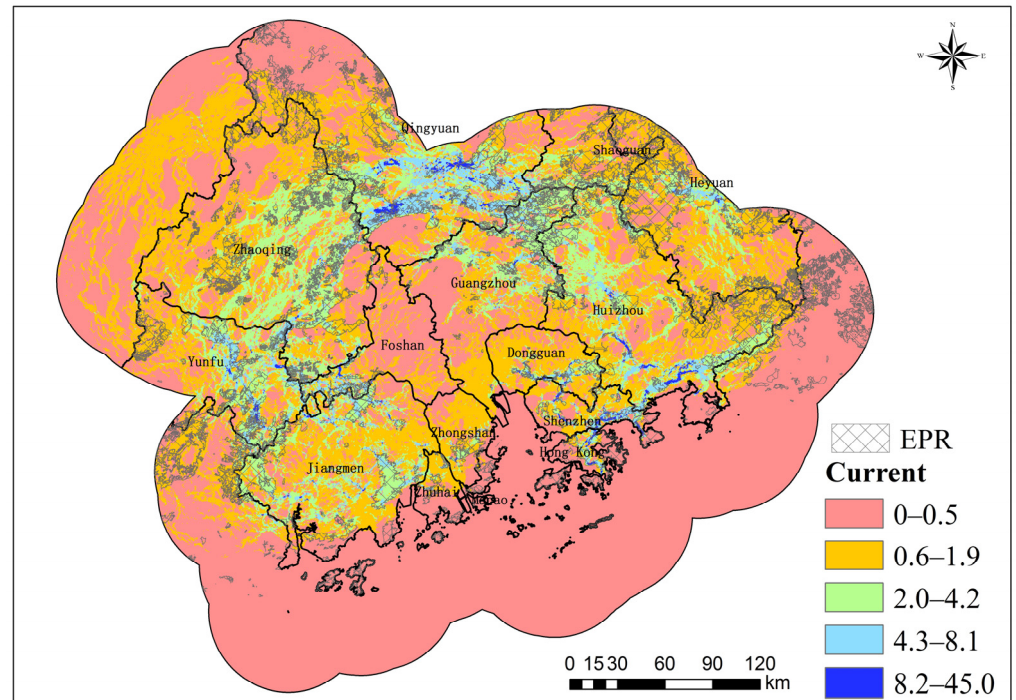 N
W E
S
Qingyuan
Shaoguan
Heyuan
Zhaoqing
Guangzhou
Huizhou
Yunfu
Foshan
Dongguan
Shenzhen
Zhongshan
Hong Kong
Jiangmen
Zhuhai
Macao
EPR
Current
0–0.5
0.6–1.9
2.0–4.2
4.3–8.1
8.2–45.0
0 15 30 60 90 120
km